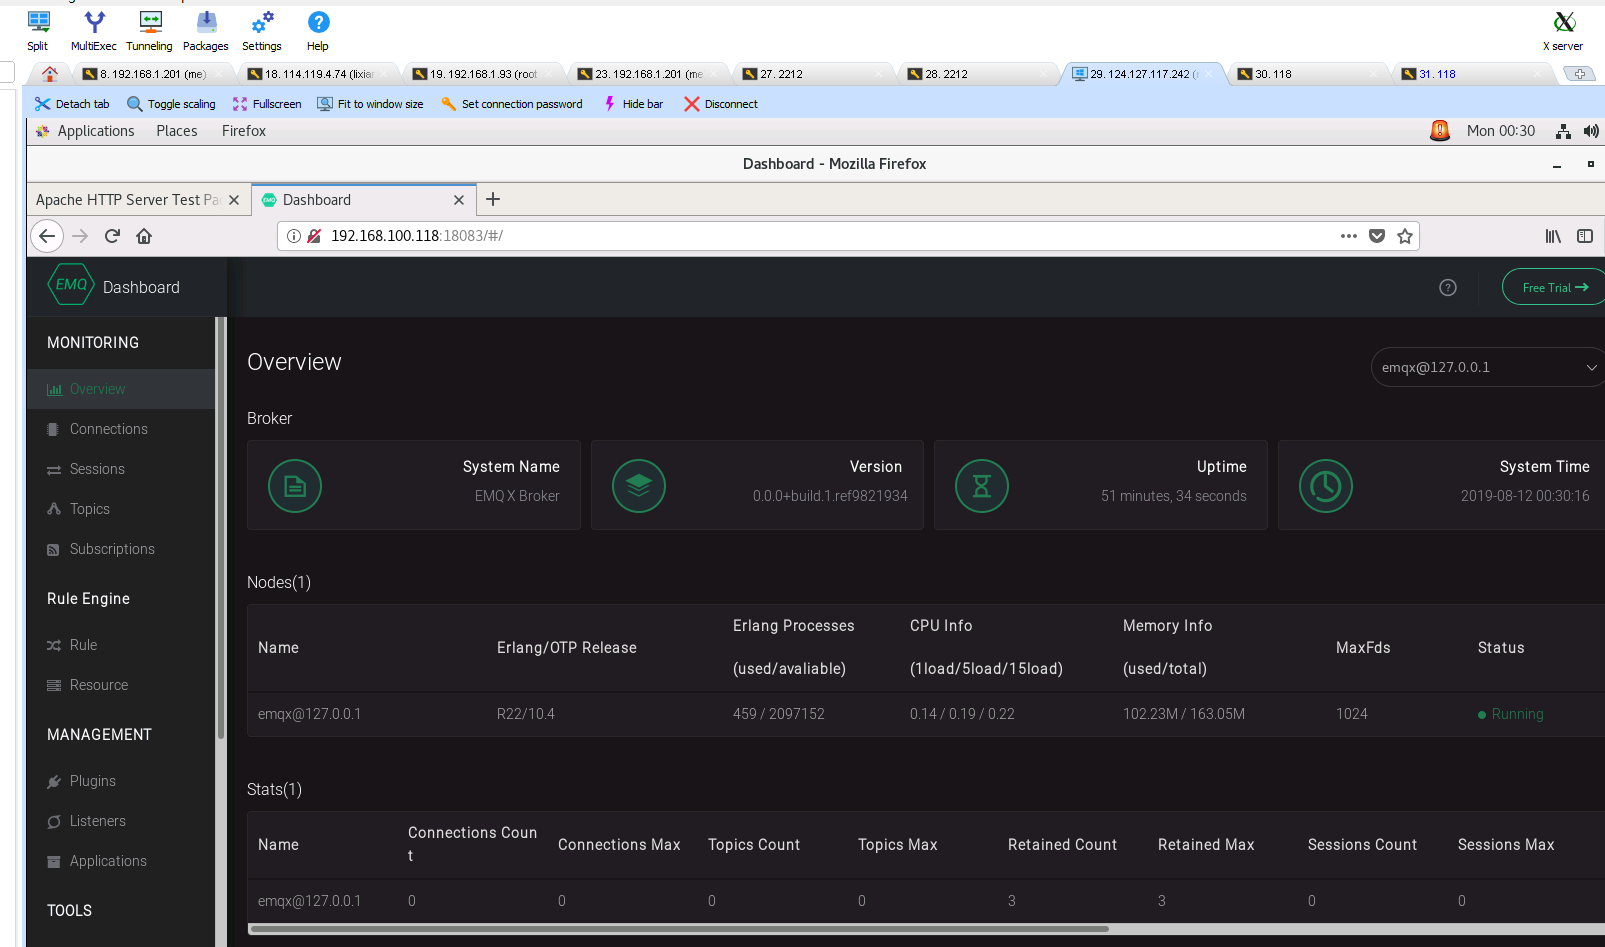 Split
MultiExec
Tunneling
Packages
Settings
Help
X server
8. 192.168.1.201 (me)
18. 114.119.4.74 (lixiar
19. 192.168.1.93 (root
23. 192.168.1.201 (me
27. 2212
28. 2212
29. 124.127.117.242 (r
30. 118
31. 118
Detach tab
Toggle scaling
Fullscreen
Fit to window size
Set connection password
Hide bar
Disconnect
Applications
Places
Firefox
Mon 00:30
Dashboard - Mozilla Firefox
Apache HTTP Server Test Pa
Dashboard
192.168.100.118:18083/#/
EMQ
Dashboard
?
Free Trial
MONITORING
Overview
Connections
Sessions
Topics
Subscriptions
Rule Engine
Rule
Resource
MANAGEMENT
Plugins
Listeners
Applications
TOOLS
Overview
emqx@127.0.0.1
Broker
System Name
EMQ X Broker
Version
0.0.0+build.1.ref9821934
Uptime
51 minutes, 34 seconds
System Time
2019-08-12 00:30:16
Nodes(1)
Name
Erlang/OTP Release
Erlang Processes
(used/avaliable)
CPU Info
(1load/5load/15load)
Memory Info
(used/total)
MaxFds
Status
emqx@127.0.0.1
R22/10.4
459 / 2097152
0.14 / 0.19 / 0.22
102.23M / 163.05M
1024
Running
Stats(1)
Name
Connections Coun
t
Connections Max
Topics Count
Topics Max
Retained Count
Retained Max
Sessions Count
Sessions Max
emqx@127.0.0.1
0
0
0
0
3
3
0
0